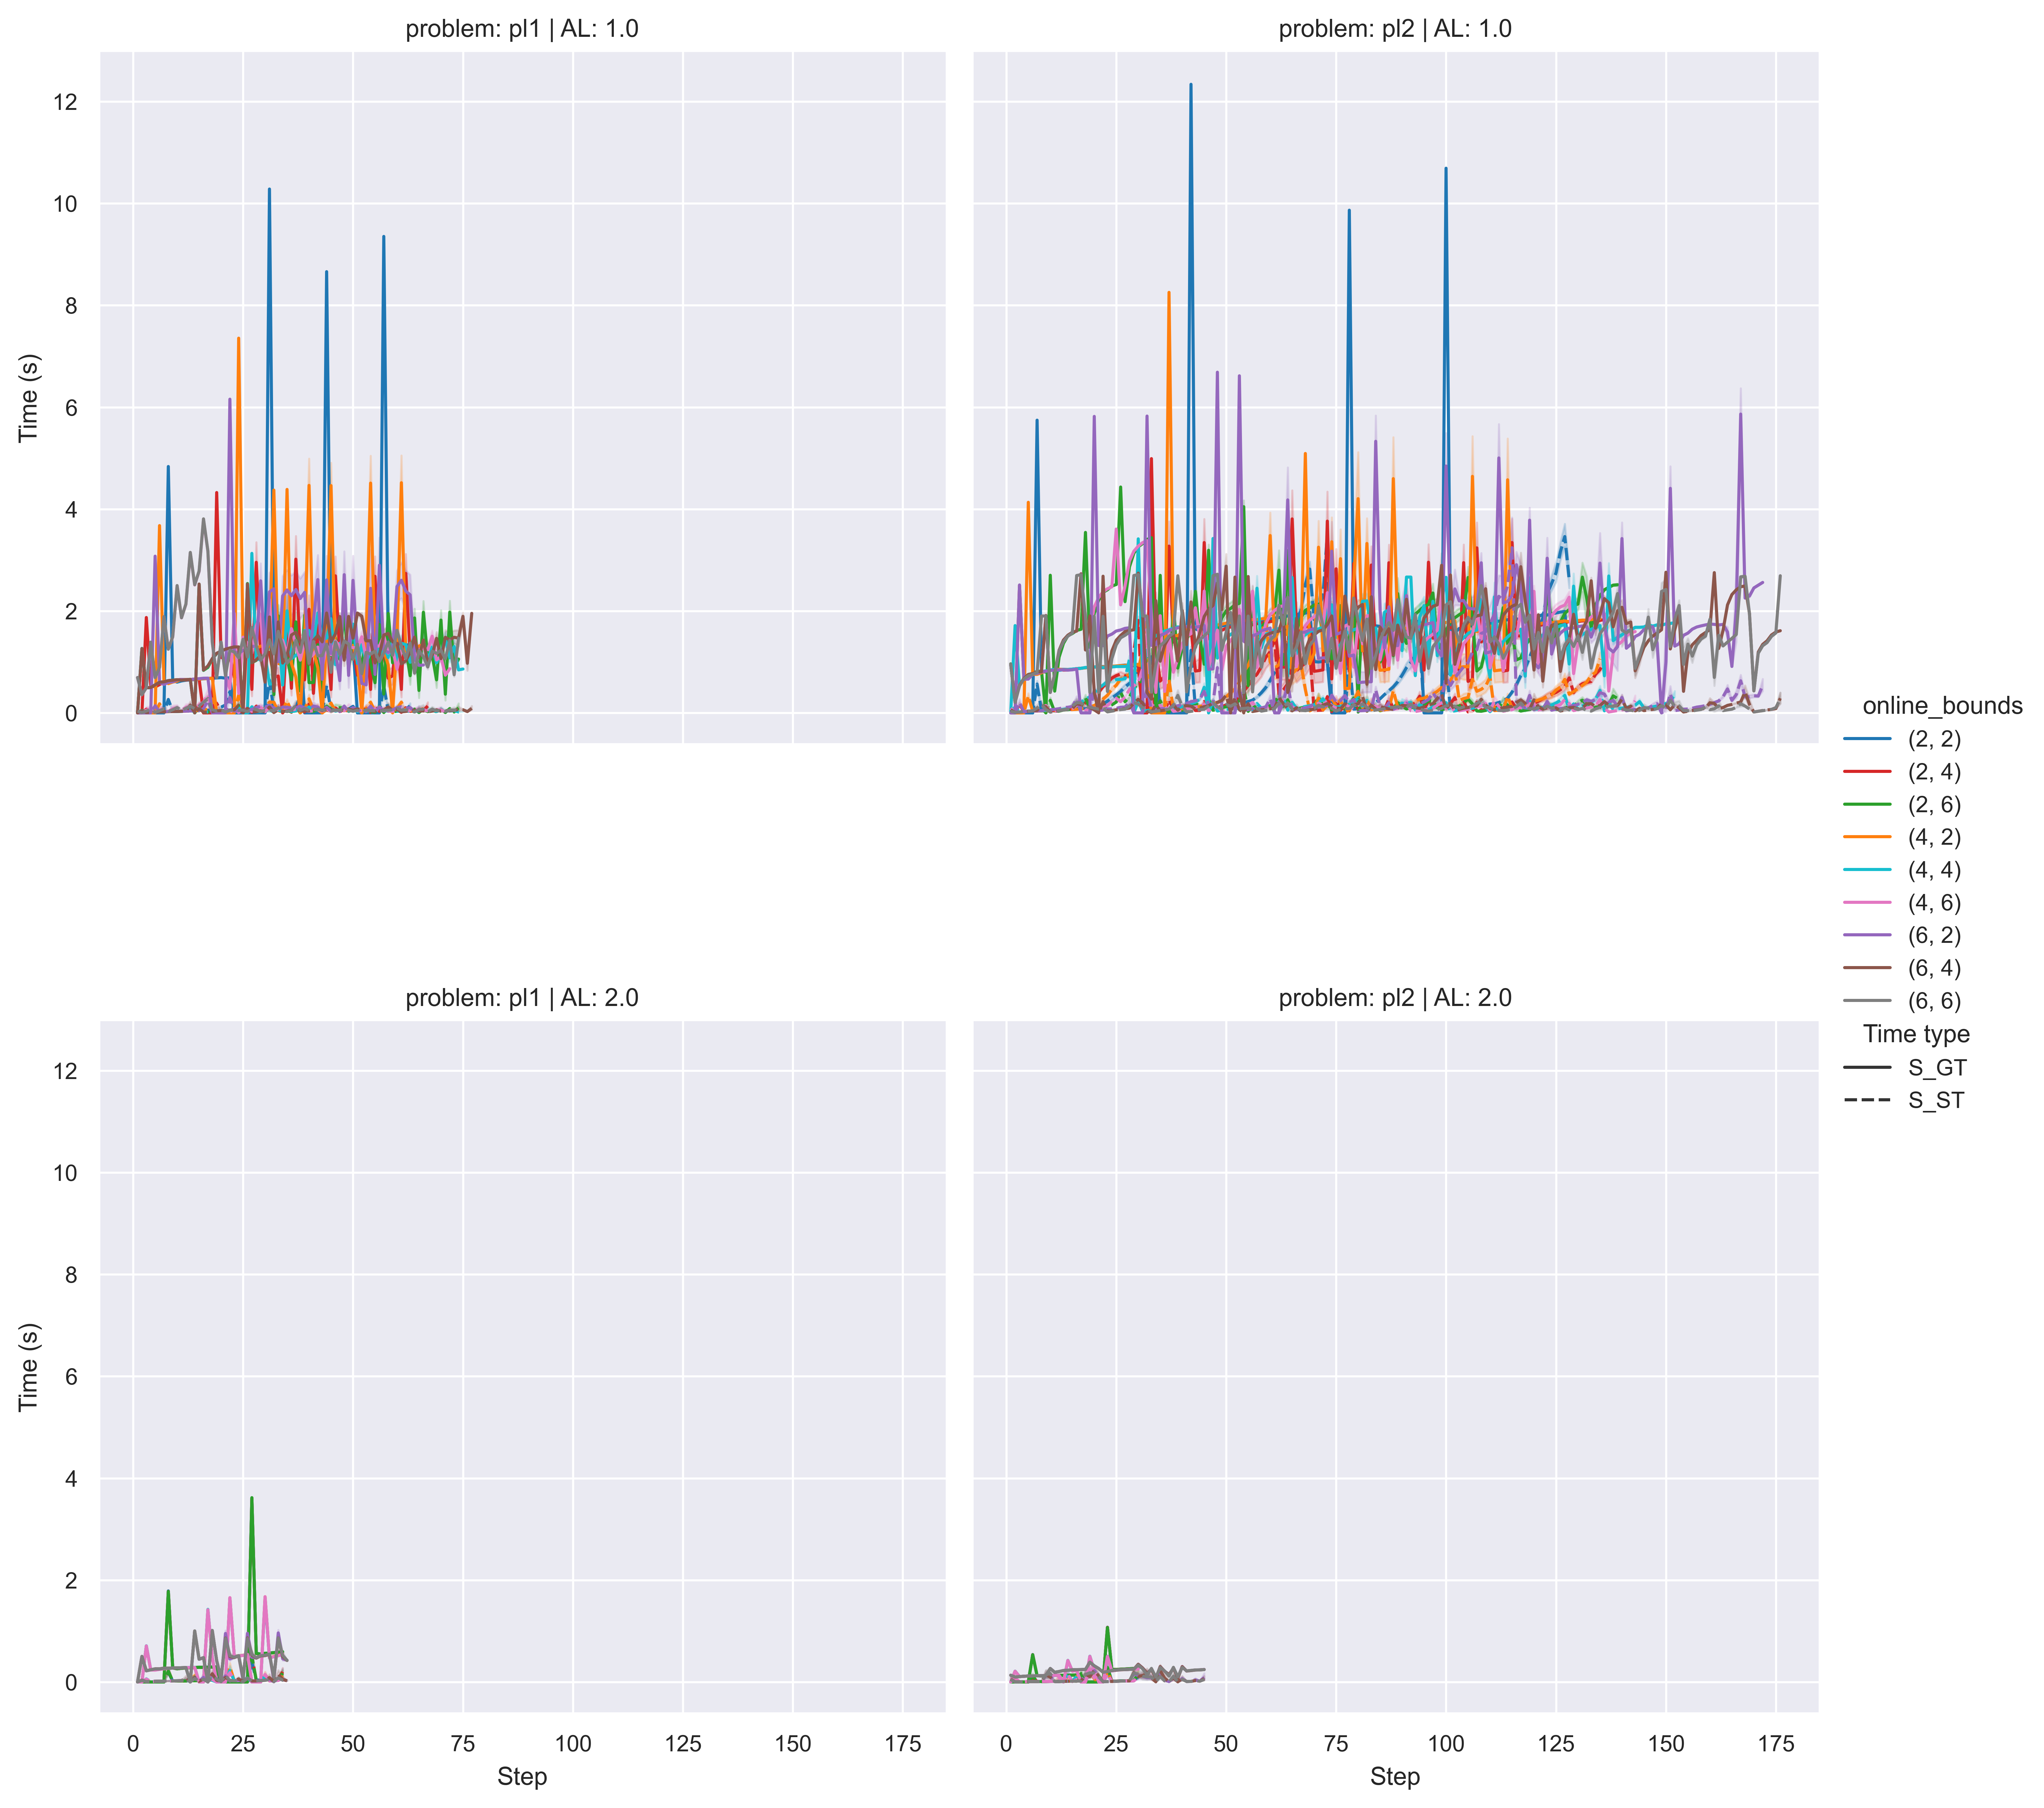 problem: pl1 | AL: 1.0
problem: pl2 | AL: 1.0
12
10
8
6
4
2
0
Time (s)
online_bounds
(2, 2)
(2, 4)
(2, 6)
(4, 2)
(4, 4)
(4, 6)
(6, 2)
(6, 4)
(6, 6)
Time type
S_GT
S_ST
problem: pl1 | AL: 2.0
problem: pl2 | AL: 2.0
12
10
8
6
4
2
0
Time (s)
0 25 50 75 100 125 150 175
Step
0 25 50 75 100 125 150 175
Step